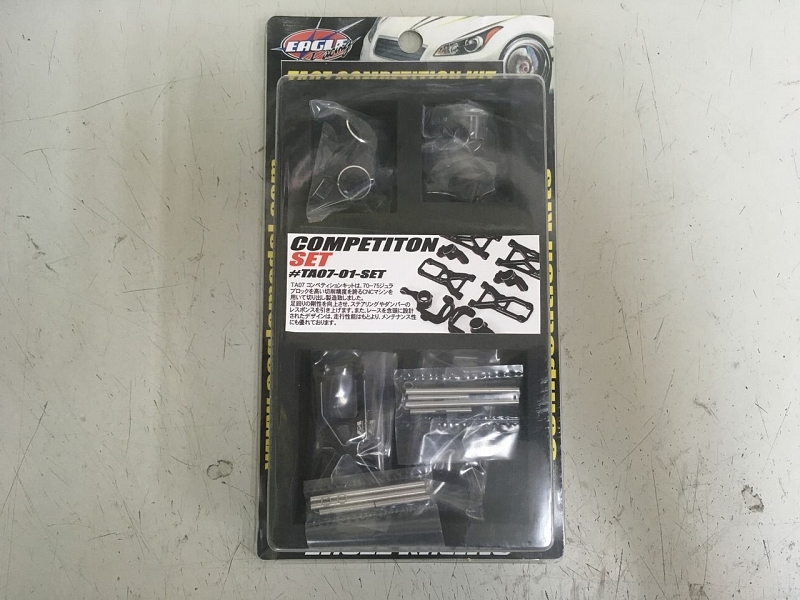 EAGLE
racing
TA07 COMPETITION KIT
COMPETITON
SET
#TA07-01-SET
TA07 コンペティションキットは、70~75ジュラ
ブロックを高い切削精度を誇るCNCマシンを
用いて切り出し製造致しました。
足回りの剛性を向上させ、ステアリングやダンパーの
レスポンスを引き上げます。また、レースを念頭に設計
されたデザインは、走行性能はもとより、メンテナンス性
にも優れております。
EAGLE RACING